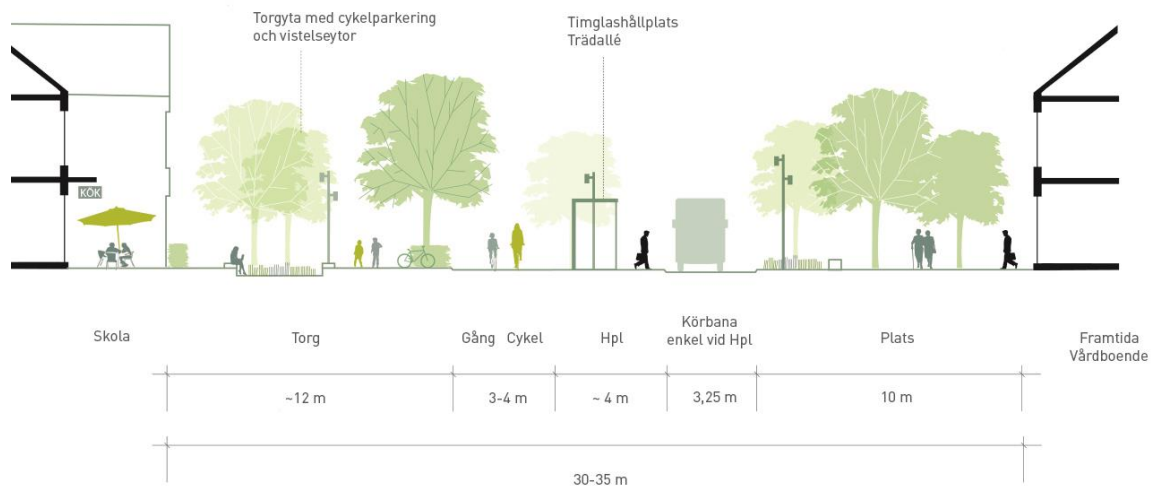 Torgyta med cykelparkering
och vistelseytor
Timglashållplats
Trädallé
KÖK
Skola
Torg
Gång Cykel
Hpl
Körbana
enkel vid Hpl
Plats
Framtida
Vårdboende
~12 m
3-4 m
~ 4 m
3,25 m
10 m
30-35 m